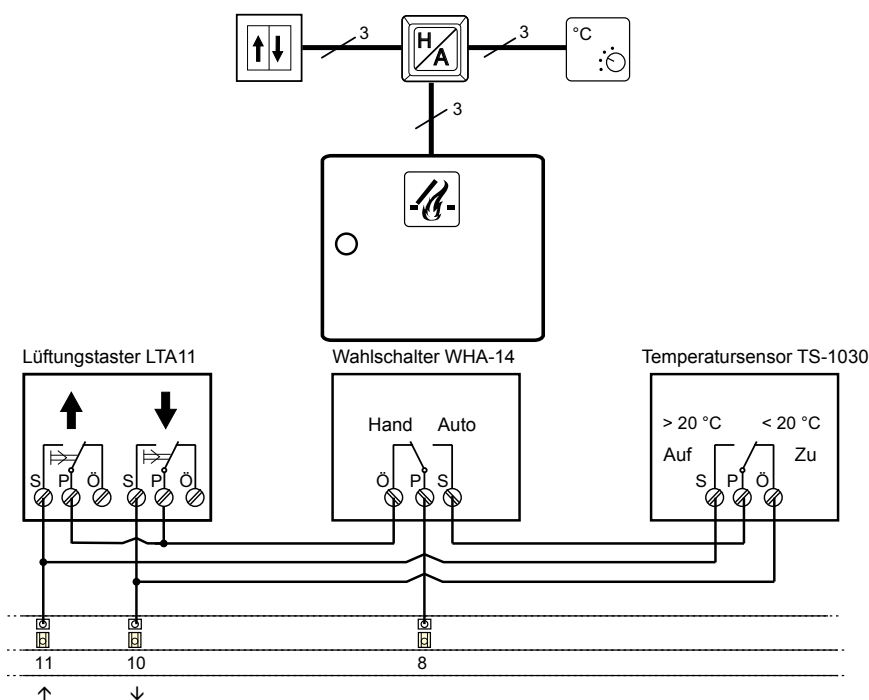 3
H
A
3
°C
3
Lüftungstaster LTA11
Wahlschalter WHA-14
Temperatursensor TS-1030
Hand
Auto
> 20 °C
< 20 °C
Auf
Zu
S
P
Ö
S
P
Ö
Ö
P
S
S
P
Ö
11
10
8